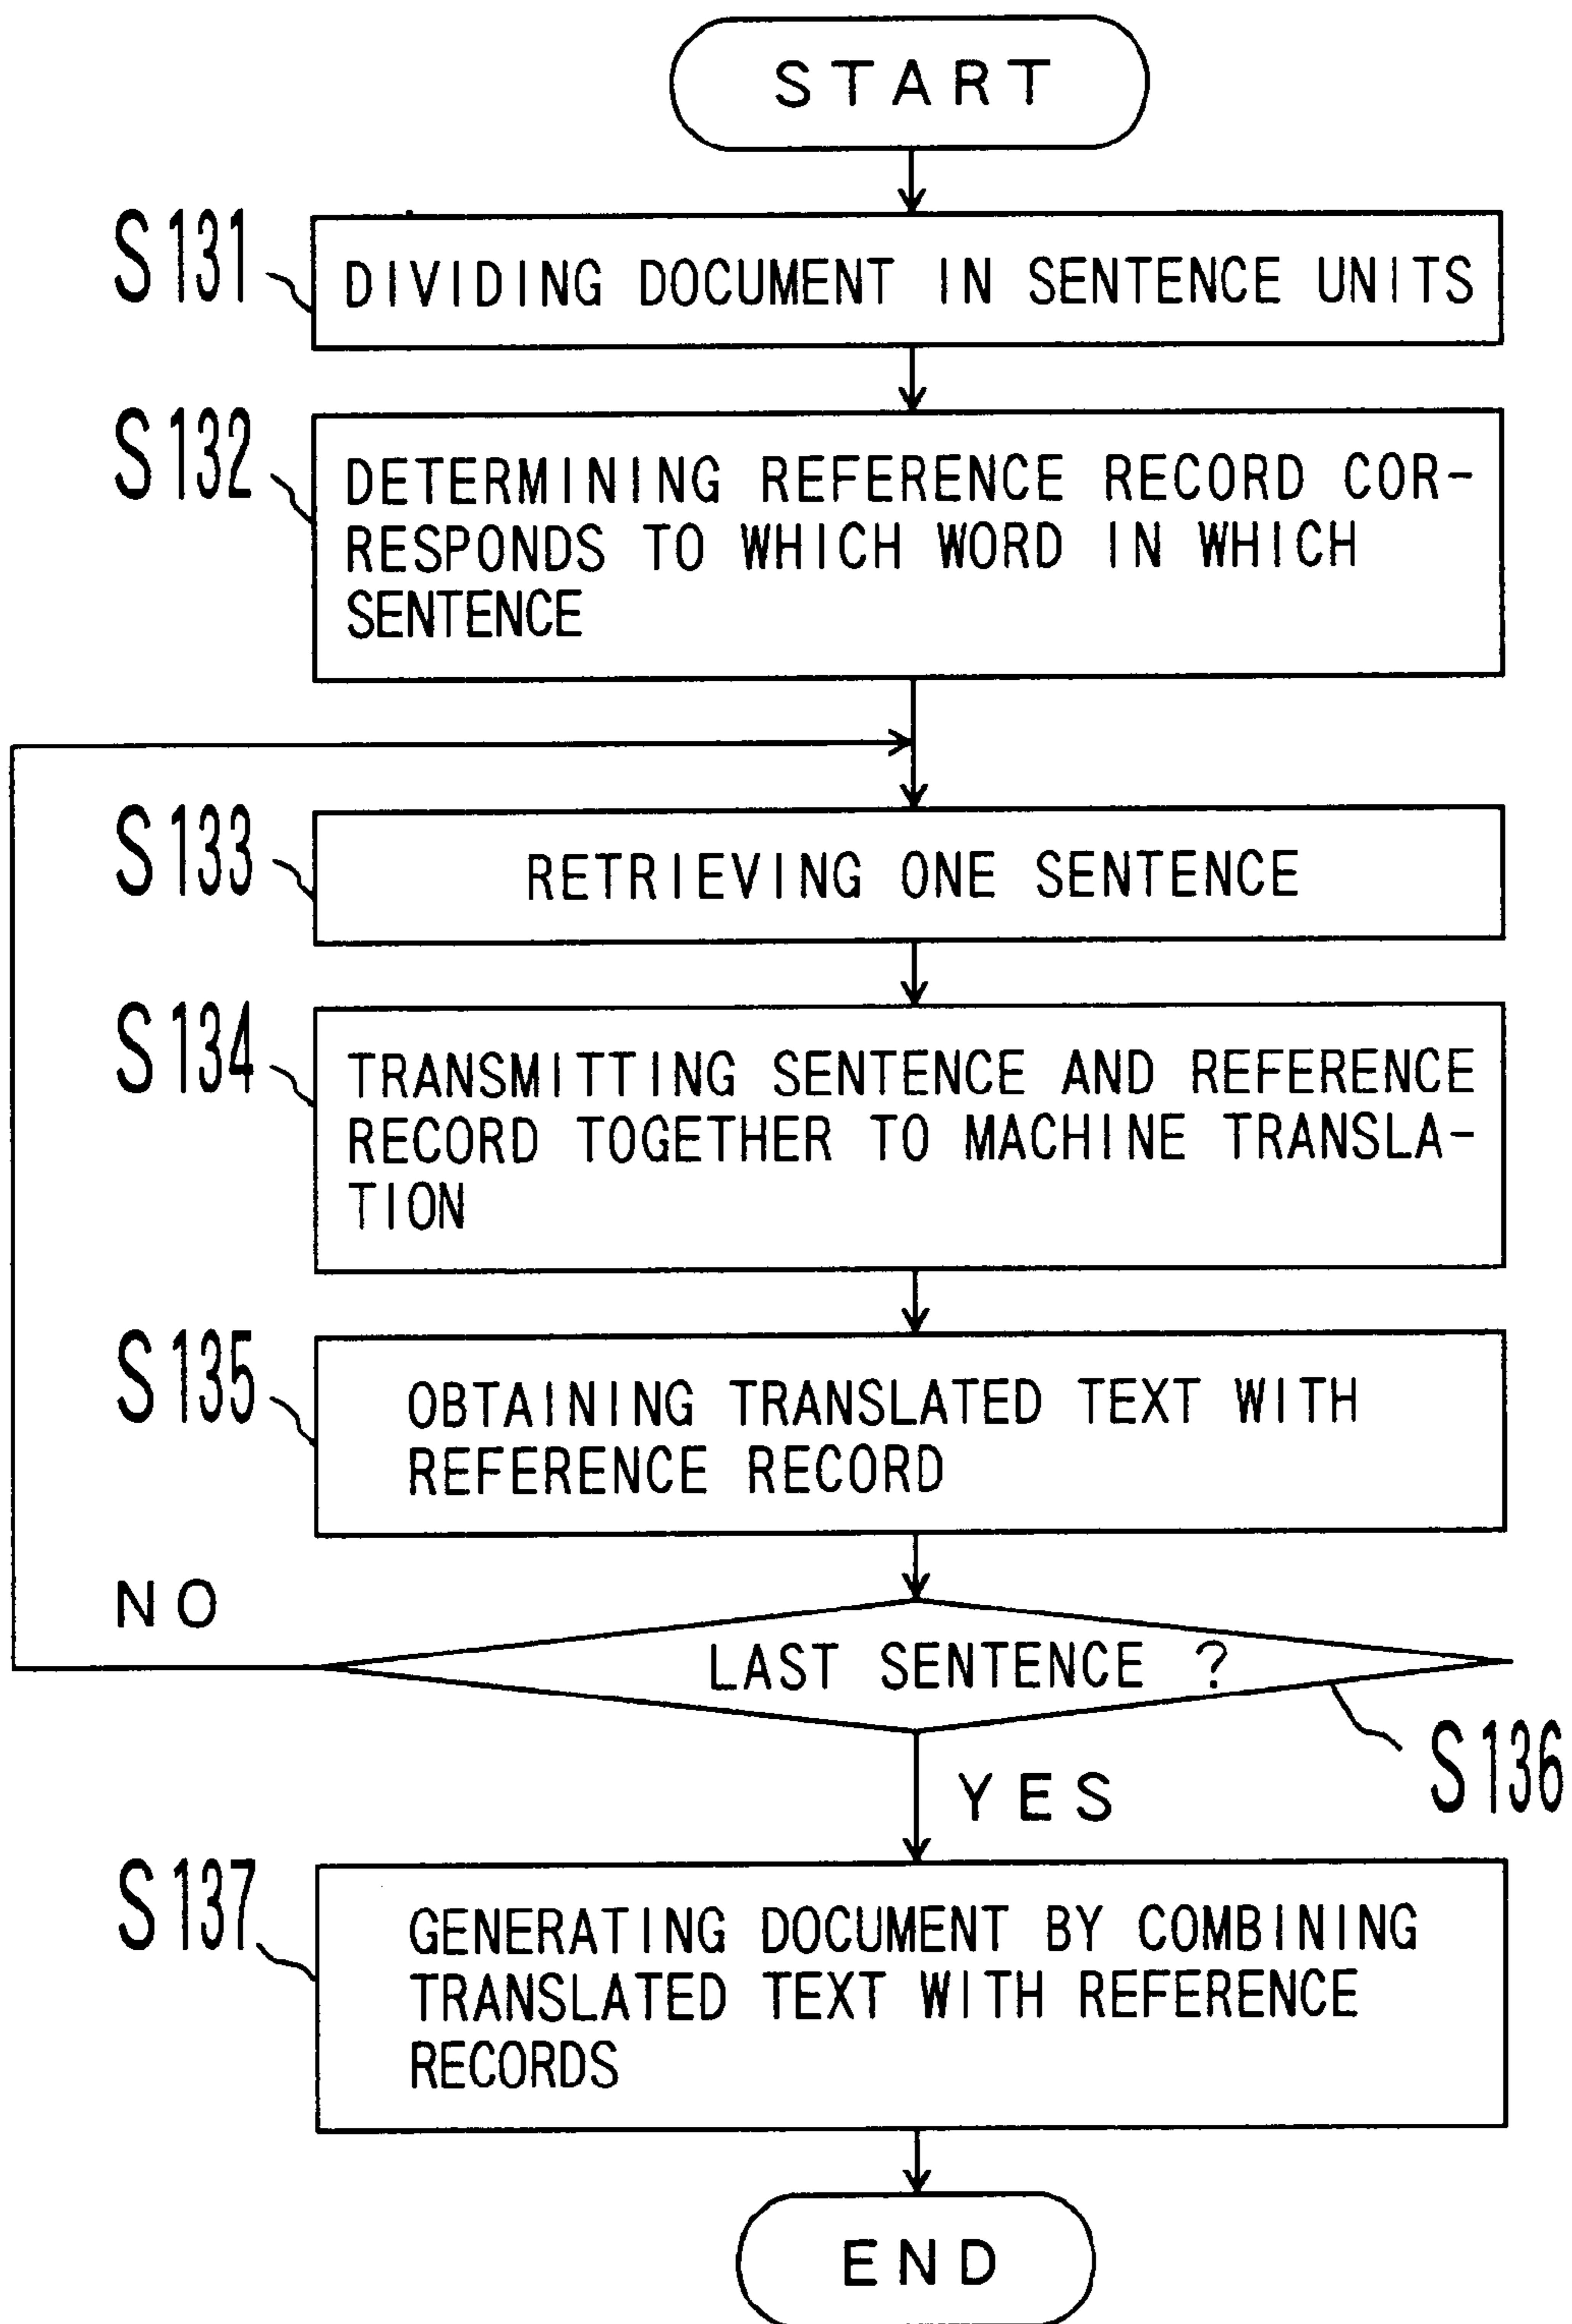 START
S131
DIVIDING DOCUMENT IN SENTENCE UNITS
S132
DETERMINING REFERENCE RECORD COR-
RESPONDS TO WHICH WORD IN WHICH
SENTENCE
S133
RETRIEVING ONE SENTENCE
S134
TRANSMITTING SENTENCE AND REFERENCE
RECORD TOGETHER TO MACHINE TRANSLA-
TION
S135
OBTAINING TRANSLATED TEXT WITH
REFERENCE RECORD
NO
LAST SENTENCE ?
S136
YES
S137
GENERATING DOCUMENT BY COMBINING
TRANSLATED TEXT WITH REFERENCE
RECORDS
END